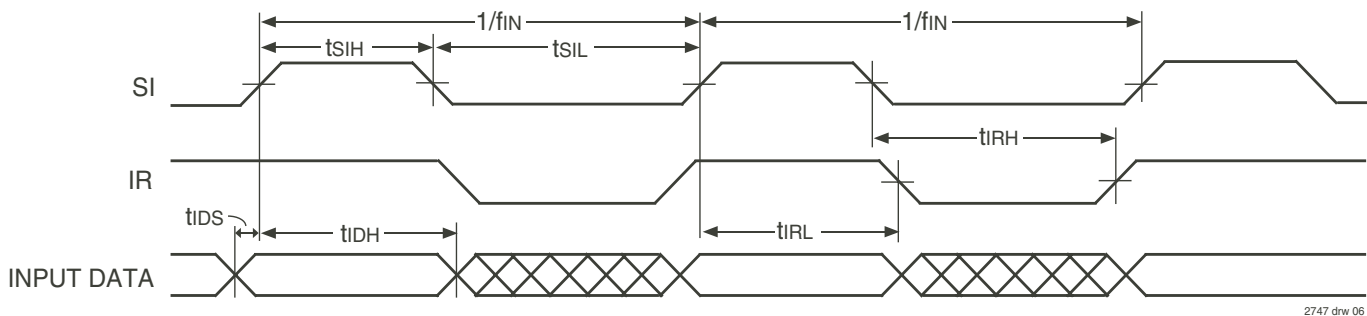 1/fIN 1/fIN
tSIH tSIL
SI
tIRH
IR
tIDS
tIDH tIRL
INPUT DATA
2747 drw 06